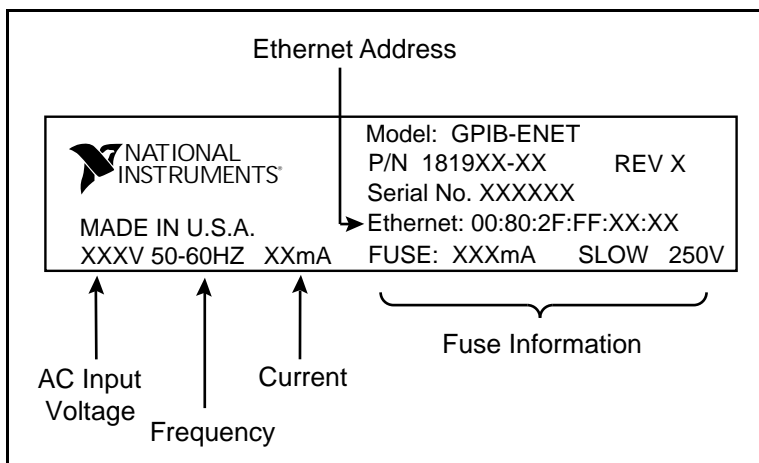 Ethernet Address
NATIONAL
INSTRUMENTS®
Model: GPIB-ENET
P/N 1819XX-XX REV X
Serial No. XXXXXX
MADE IN U.S.A.
Ethernet: 00:80:2F:FF:XX:XX
XXXV 50-60HZ XXmA
FUSE: XXXmA SLOW 250V
AC Input
Voltage
Frequency
Current
Fuse Information